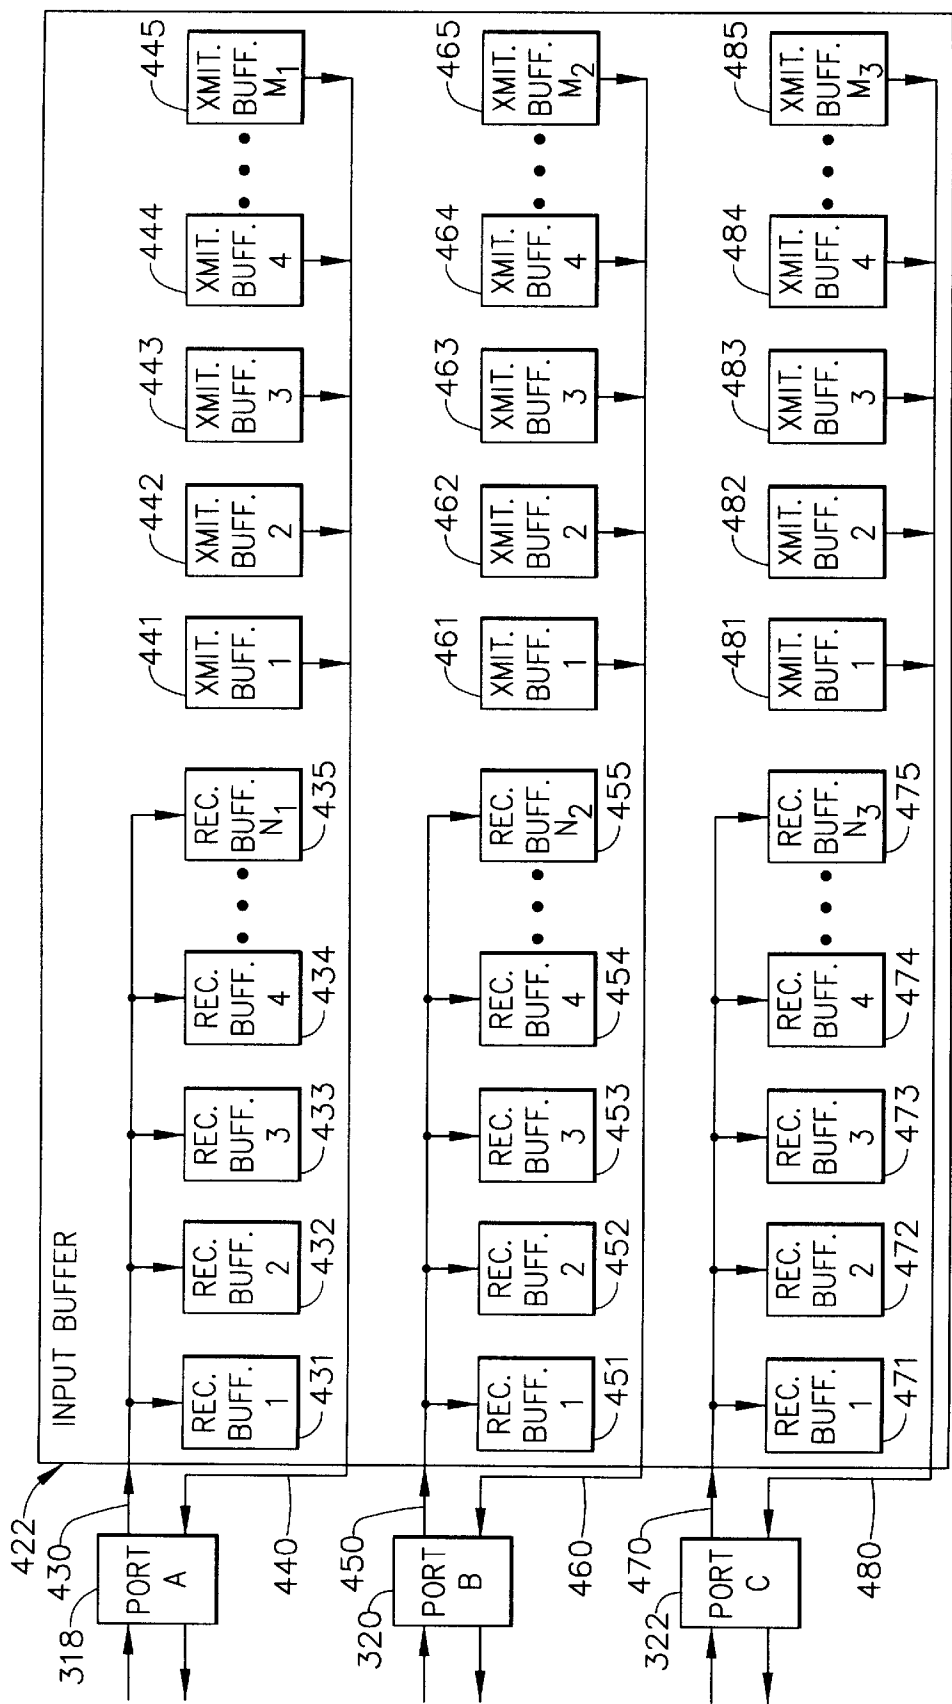 422
INPUT BUFFER
318
PORT
A
430
440
REC.
BUFF.
1
431
REC.
BUFF.
2
432
REC.
BUFF.
3
433
REC.
BUFF.
4
434
REC.
BUFF.
N1
435
441
XMIT.
BUFF.
1
442
XMIT.
BUFF.
2
443
XMIT.
BUFF.
3
444
XMIT.
BUFF.
4
445
XMIT.
BUFF.
M1
320
PORT
B
450
460
REC.
BUFF.
1
451
REC.
BUFF.
2
452
REC.
BUFF.
3
453
REC.
BUFF.
4
454
REC.
BUFF.
N2
455
461
XMIT.
BUFF.
1
462
XMIT.
BUFF.
2
463
XMIT.
BUFF.
3
464
XMIT.
BUFF.
4
465
XMIT.
BUFF.
M2
322
PORT
C
470
480
REC.
BUFF.
1
471
REC.
BUFF.
2
472
REC.
BUFF.
3
473
REC.
BUFF.
4
474
REC.
BUFF.
N3
475
481
XMIT.
BUFF.
1
482
XMIT.
BUFF.
2
483
XMIT.
BUFF.
3
484
XMIT.
BUFF.
4
485
XMIT.
BUFF.
M3